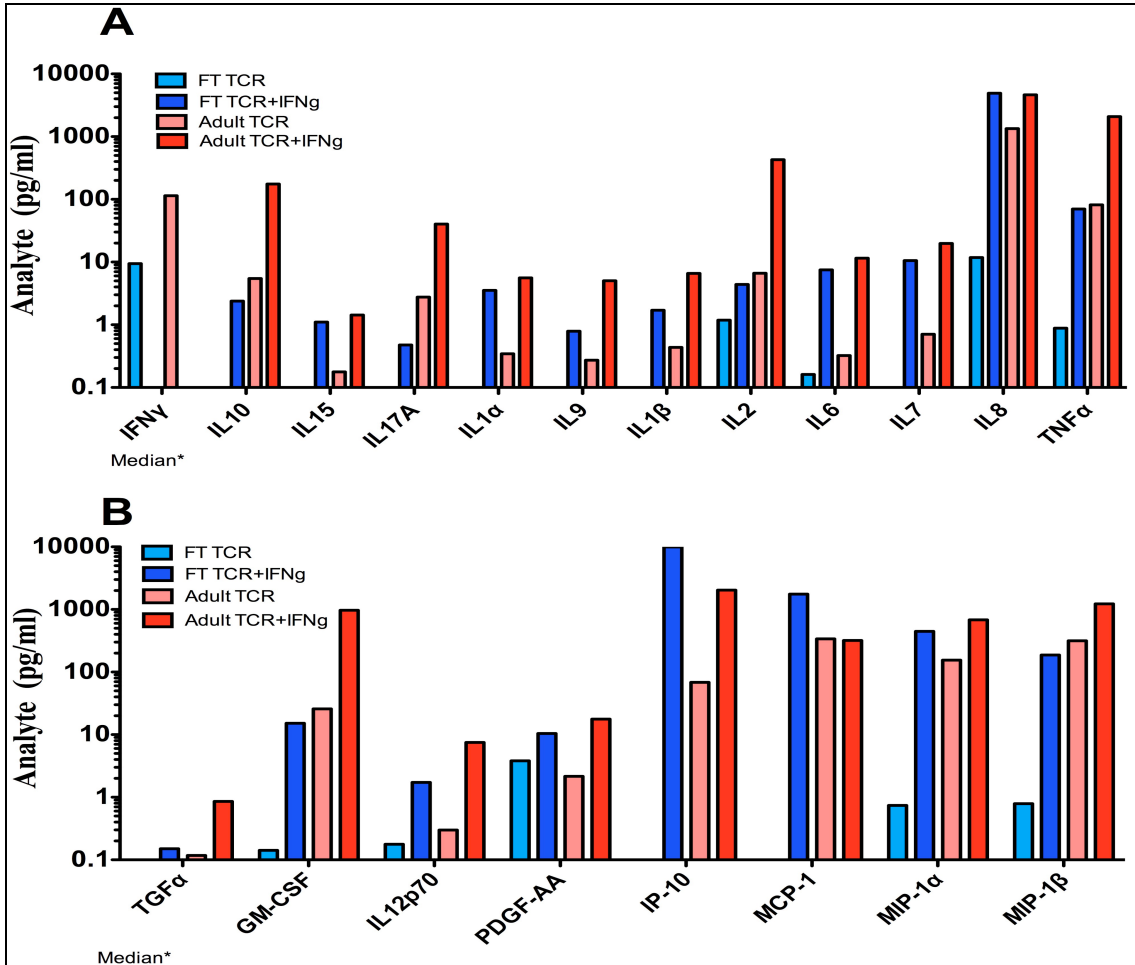 A
10000
1000
100
10
1
0.1
Analyte (pg/ml)
FT TCR
FT TCR+IFNg
Adult TCR
Adult TCR+IFNg
IFNγ
IL10
IL15
IL17A
IL1α
IL9
IL1β
IL2
IL6
IL7
IL8
TNFα
Median*
B
10000
1000
100
10
1
0.1
Analyte (pg/ml)
FT TCR
FT TCR+IFNg
Adult TCR
Adult TCR+IFNg
TGFα
GM-CSF
IL12p70
PDGF-AA
IP-10
MCP-1
MIP-1α
MIP-1β
Median*